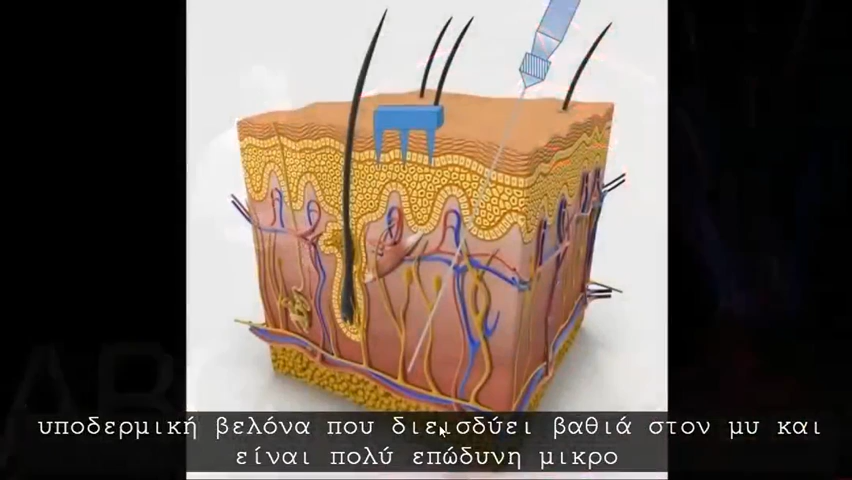 υποδερμική βελόνα που διεισδύει βαθιά στον μυ και
είναι πολύ επώδυνη μικρο